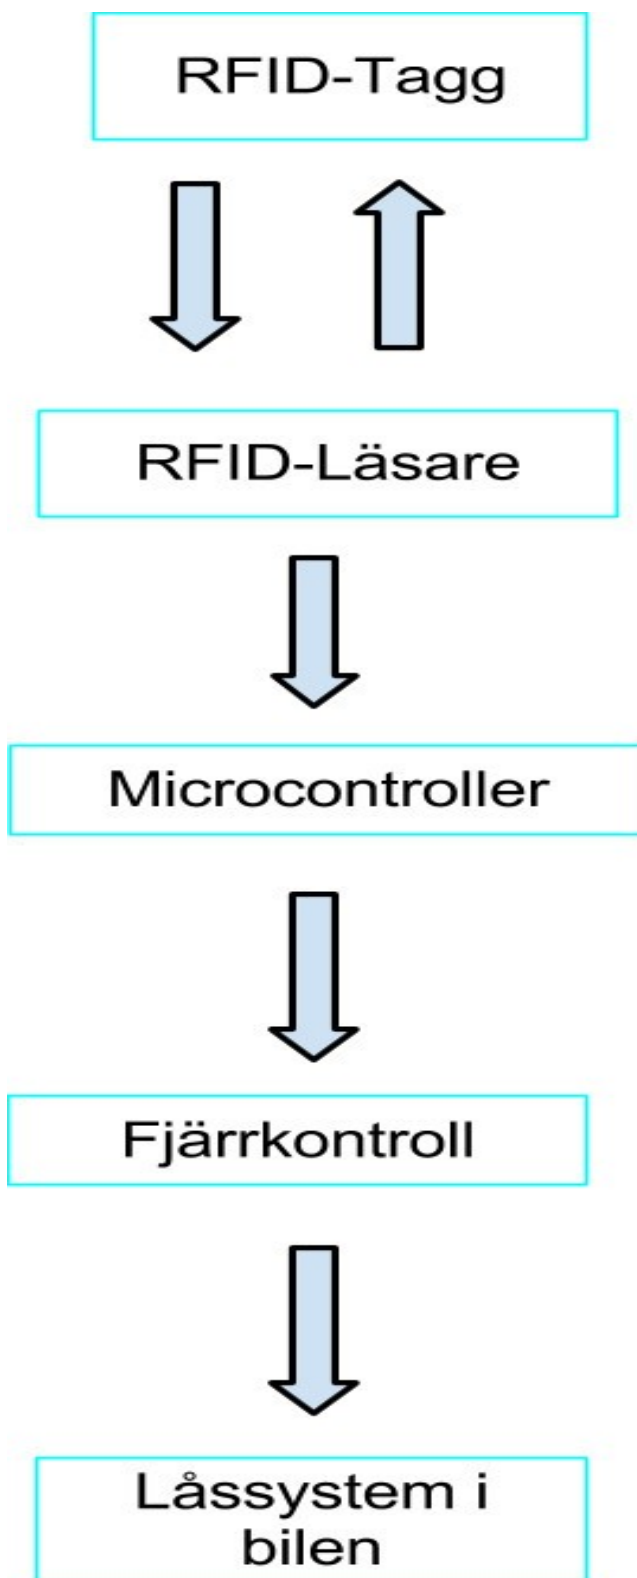 RFID-Tagg
RFID-Läsare
Microcontroller
Fjärrkontroll
Låssystem i
bilen